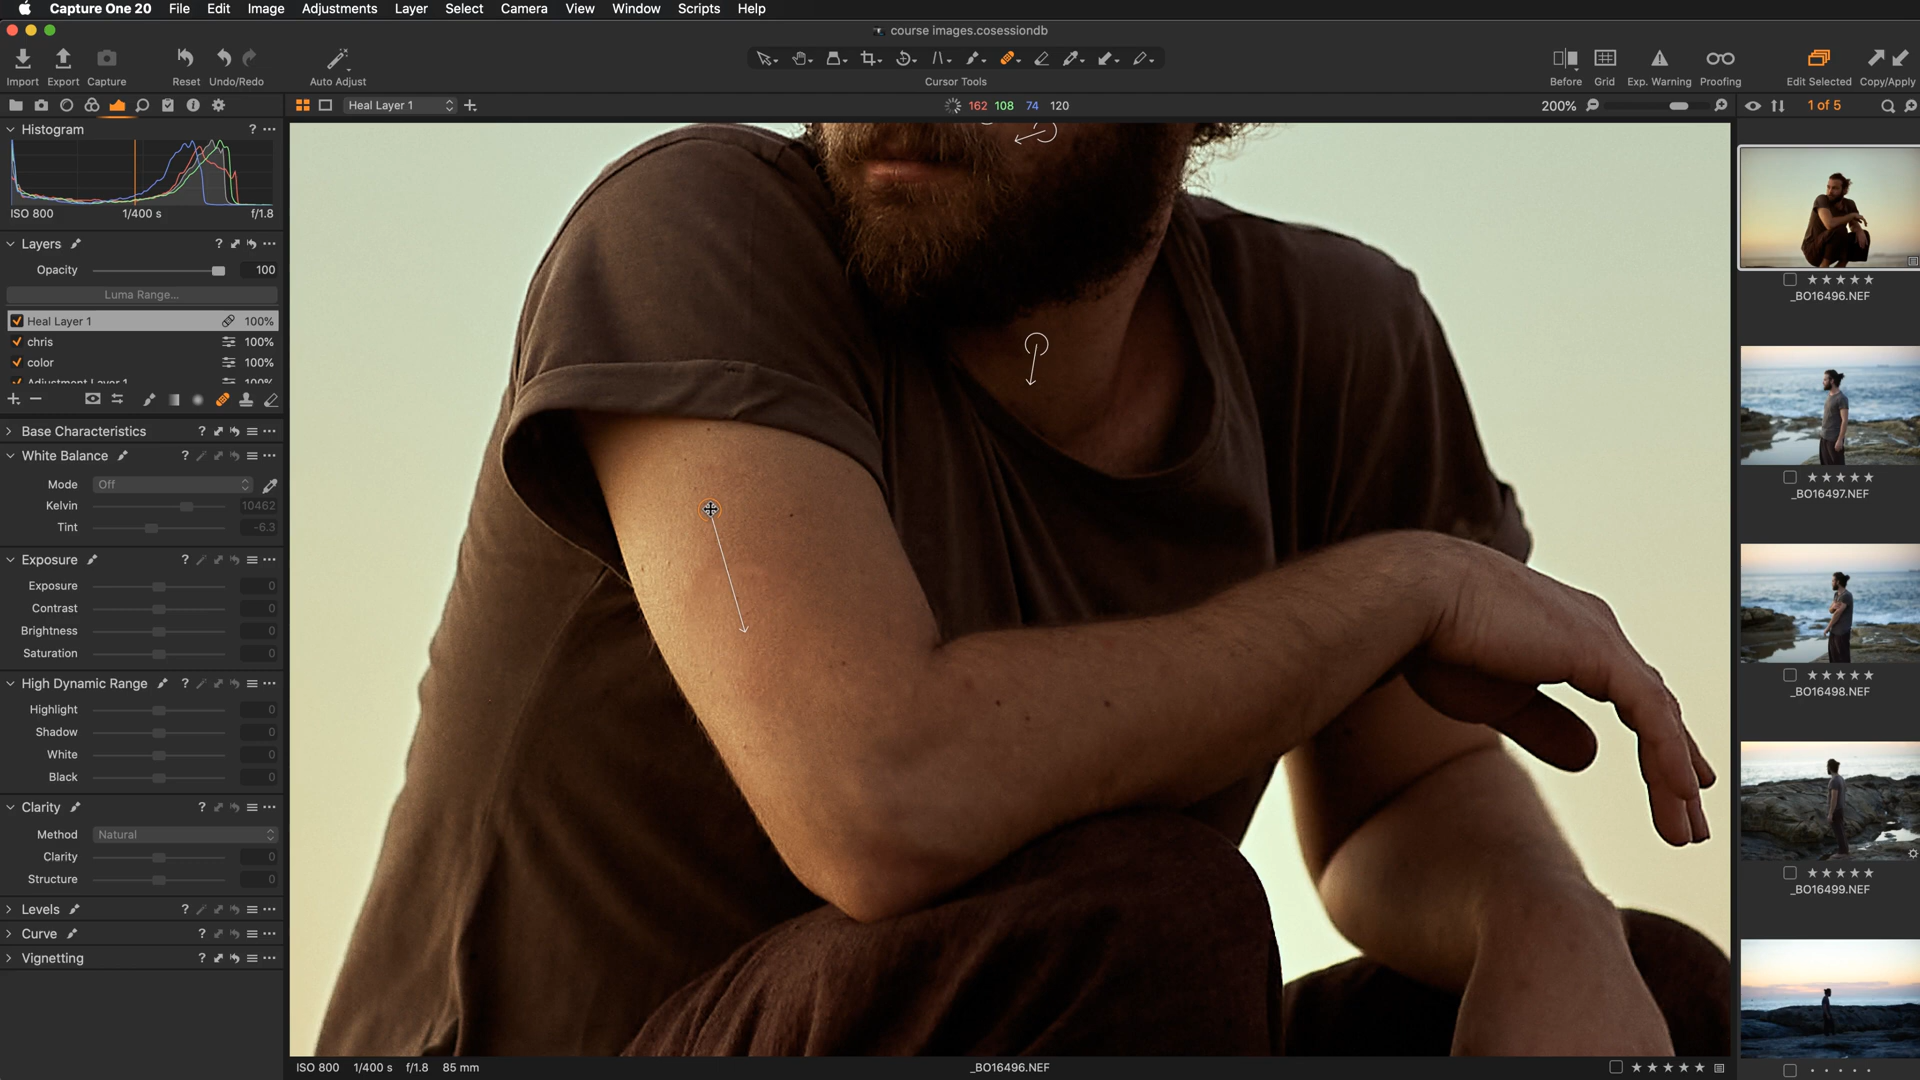 Capture One 20 File Edit Image Adjustments Layer Select Camera View Window Scripts Help
course images.cosessiondb
Import Export Capture Reset Undo/Redo Auto Adjust Cursor Tools Before Grid Exp. Warning Proofing Edit Selected Copy/Apply
Heal Layer 1 162 108 74 120 200% 1 of 5
Histogram ?
ISO 800 1/400 s f/1.8
Layers ?
Opacity 100
Luma Range...
Heal Layer 1 100%
chris 100%
color 100%
Adjustment Layer 1 100%
Base Characteristics ?
White Balance ?
Mode Off
Kelvin 10462
Tint -6.3
Exposure ?
Exposure 0
Contrast 0
Brightness 0
Saturation 0
High Dynamic Range ?
Highlight 0
Shadow 0
White 0
Black 0
Clarity ?
Method Natural
Clarity 0
Structure 0
Levels ?
Curve ?
Vignetting ?
_BO16496.NEF
_BO16497.NEF
_BO16498.NEF
_BO16499.NEF
ISO 800 1/400 s f/1.8 85 mm _BO16496.NEF